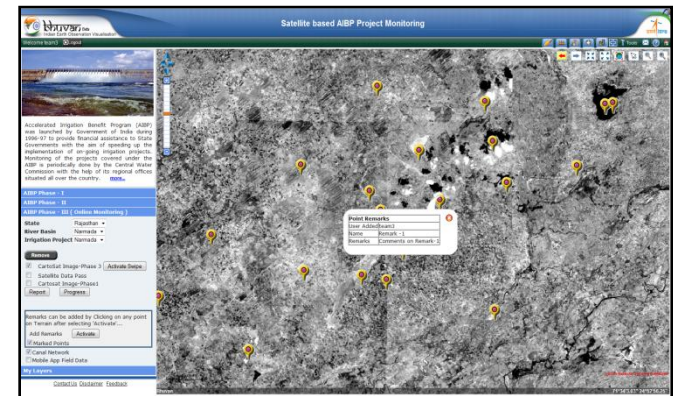 bhuvan
Indian Earth Observation Visualisation
Satellite based AIBP Project Monitoring
Welcome team3 Logout
Tools
Accelerated Irrigation Benefit Program (AIBP)
was launched by Government of India during
1996-97 to provide financial assistance to State
Governments with the aim of speeding up the
implementation of on-going irrigation projects.
Monitoring of the projects covered under the
AIBP is periodically done by the Central Water
Commission with the help of its regional offices
situated all over the country. more..
AIBP Phase - I
AIBP Phase - II
AIBP Phase - III ( Online Monitoring )
State Rajasthan
River Basin Narmada
Irrigation Project Narmada
Remove
CartoSat Image-Phase 3 Activate Swipe
Satellite Data Pass
Cartosat Image-Phase1
Report Progress
Remarks can be added by Clicking on any point
on Terrain after selecting 'Activate'...
Add Remarks Activate
Marked Points
Canal Network
Mobile App Field Data
My Layers
ContactUs Disclaimer Feedback
Point Remarks
User Added team3
Name Remark -1
Remarks Comments on Remark-1